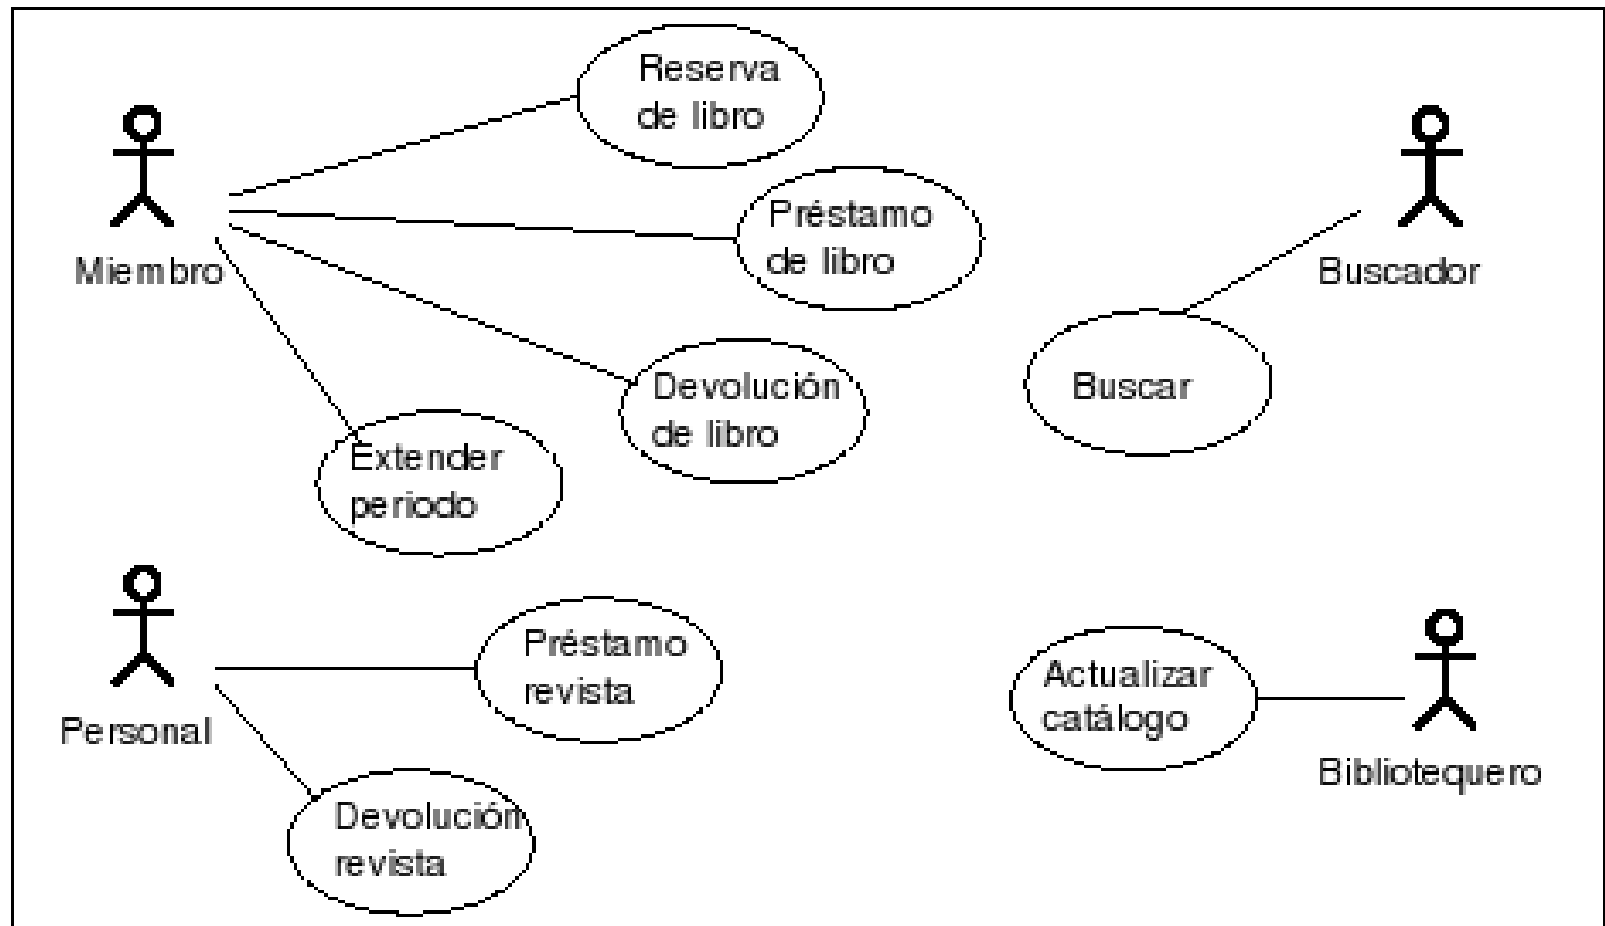 Reserva
de libro
Préstamo
de libro
Miembro
Buscador
Devolución
de libro
Buscar
Extender
periodo
Préstamo
revista
Personal
Actualizar
catálogo
Bibliotequero
Devolución
revista